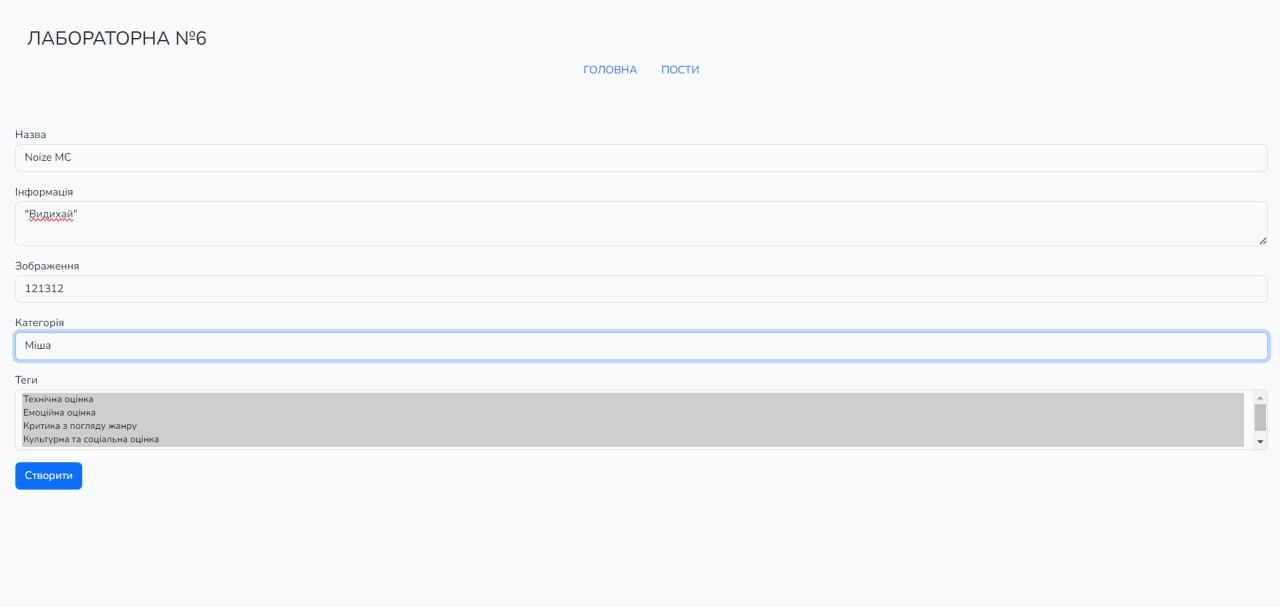 ЛАБОРАТОРНА №6
ГОЛОВНА ПОСТИ
Назва
Noize MC
Інформація
"Видихай"
Зображення
121312
Категорія
Міша
Теги
Технічна оцінка
Емоційна оцінка
Критика з погляду жанру
Культурна та соціальна оцінка
Створити